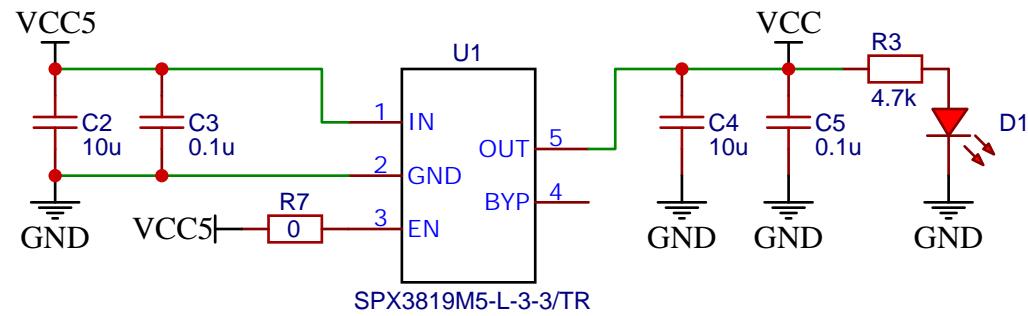 VCC5
VCC
U1
R3
4.7k
C2
10u
C3
0.1u
1
IN
2
GND
3
EN
OUT
5
BYP
4
C4
10u
C5
0.1u
D1
R7
0
VCC5
GND
GND
GND
GND
SPX3819M5-L-3-3/TR